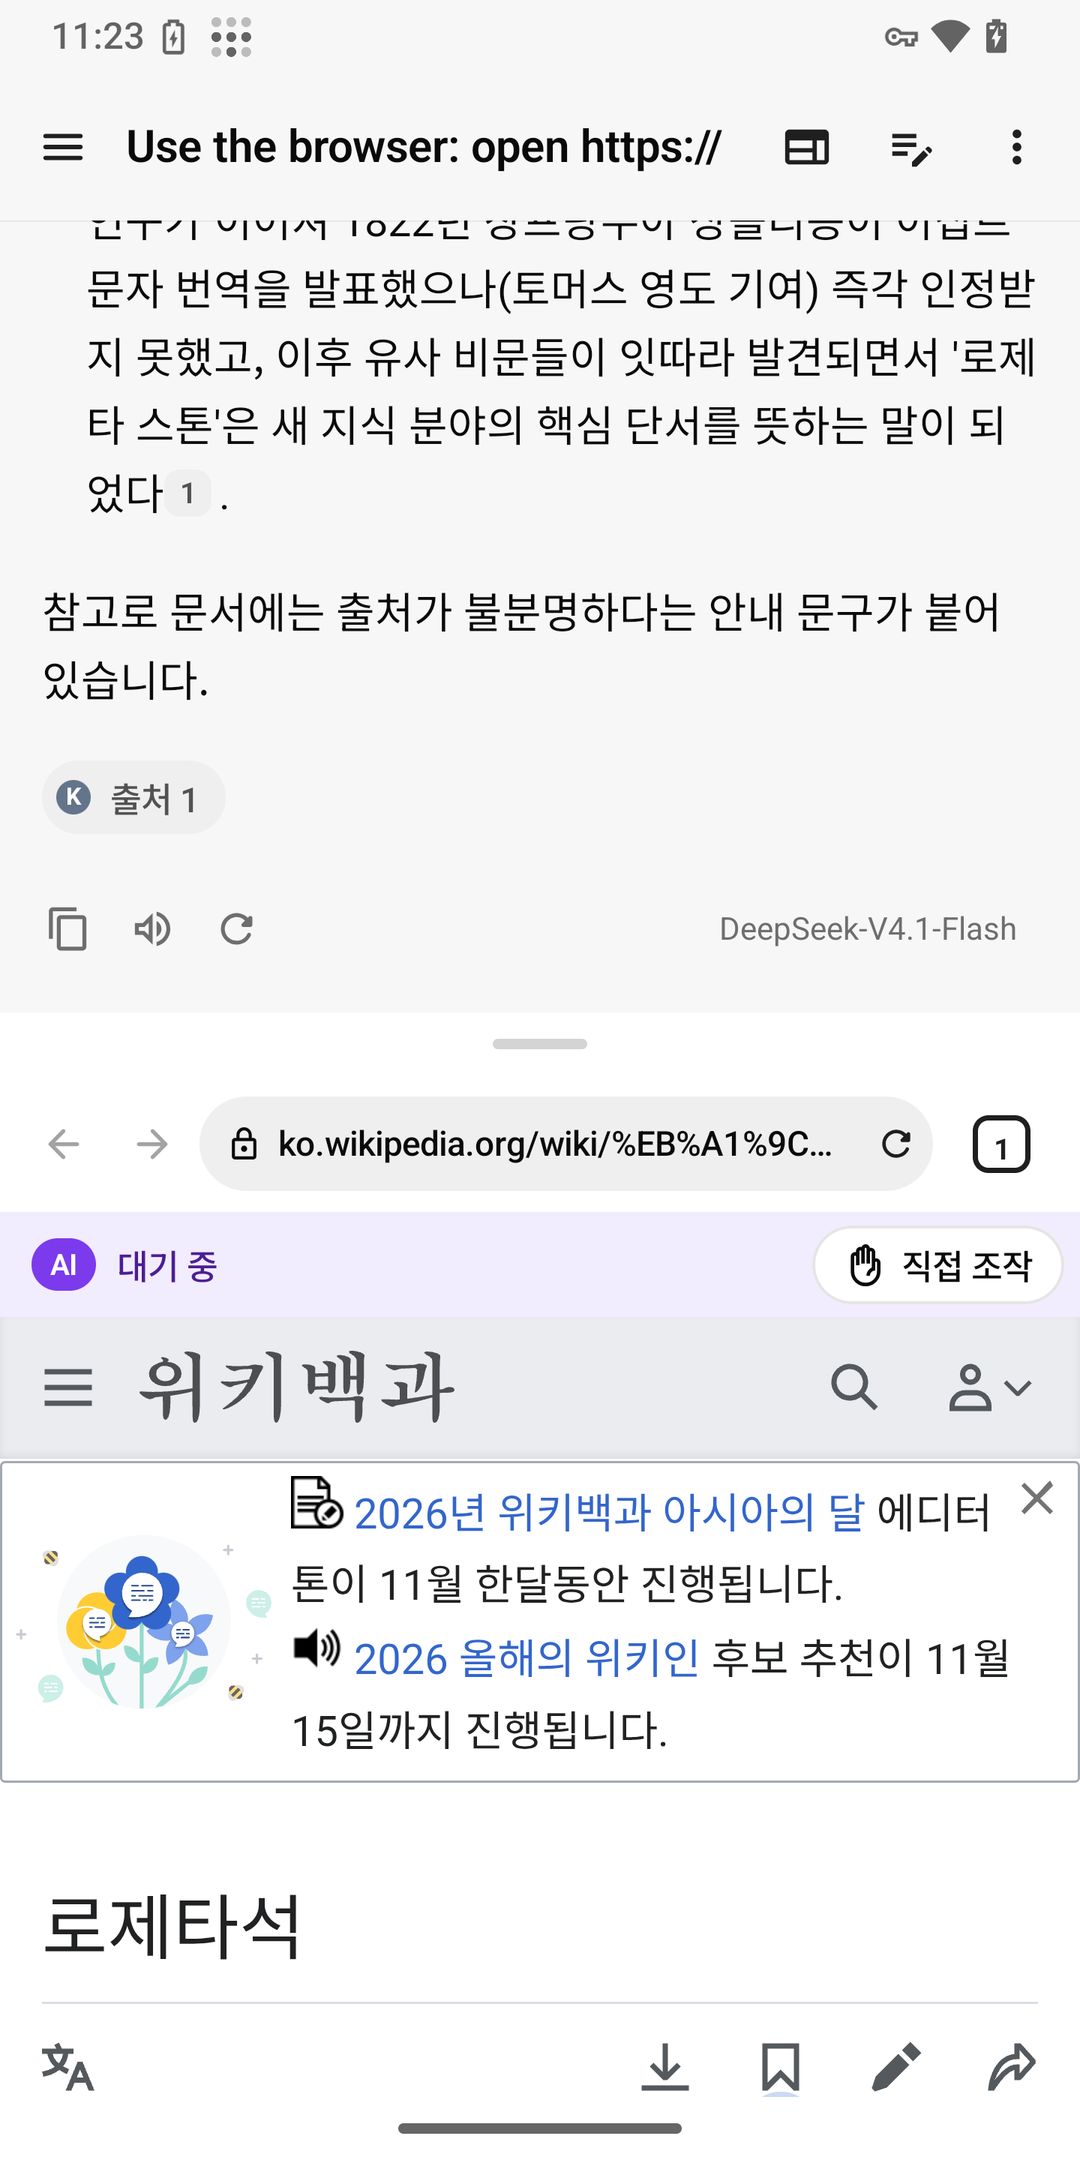 11:23
Use the browser: open https://
문자 번역을 발표했으나(토머스 영도 기여) 즉각 인정받
지 못했고, 이후 유사 비문들이 잇따라 발견되면서 '로제
타 스톤'은 새 지식 분야의 핵심 단서를 뜻하는 말이 되
었다 1 .
참고로 문서에는 출처가 불분명하다는 안내 문구가 붙어
있습니다.
K 출처 1
DeepSeek-V4.1-Flash
ko.wikipedia.org/wiki/%EB%A1%9C...
1
AI 대기 중
직접 조작
위키백과
2026년 위키백과 아시아의 달 에디터
톤이 11월 한달동안 진행됩니다.
2026 올해의 위키인 후보 추천이 11월
15일까지 진행됩니다.
로제타석